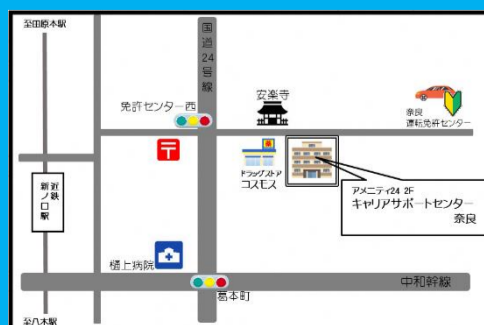 至田原本駅
国道24号線
安楽寺
免許センター西
奈良
運転免許センター
〒
ドラッグストア
コスモス
近鉄
新ノ口駅
アメニティ24 2F
キャリアサポートセンター
奈良
樋上病院
中和幹線
葛本町
至八木駅